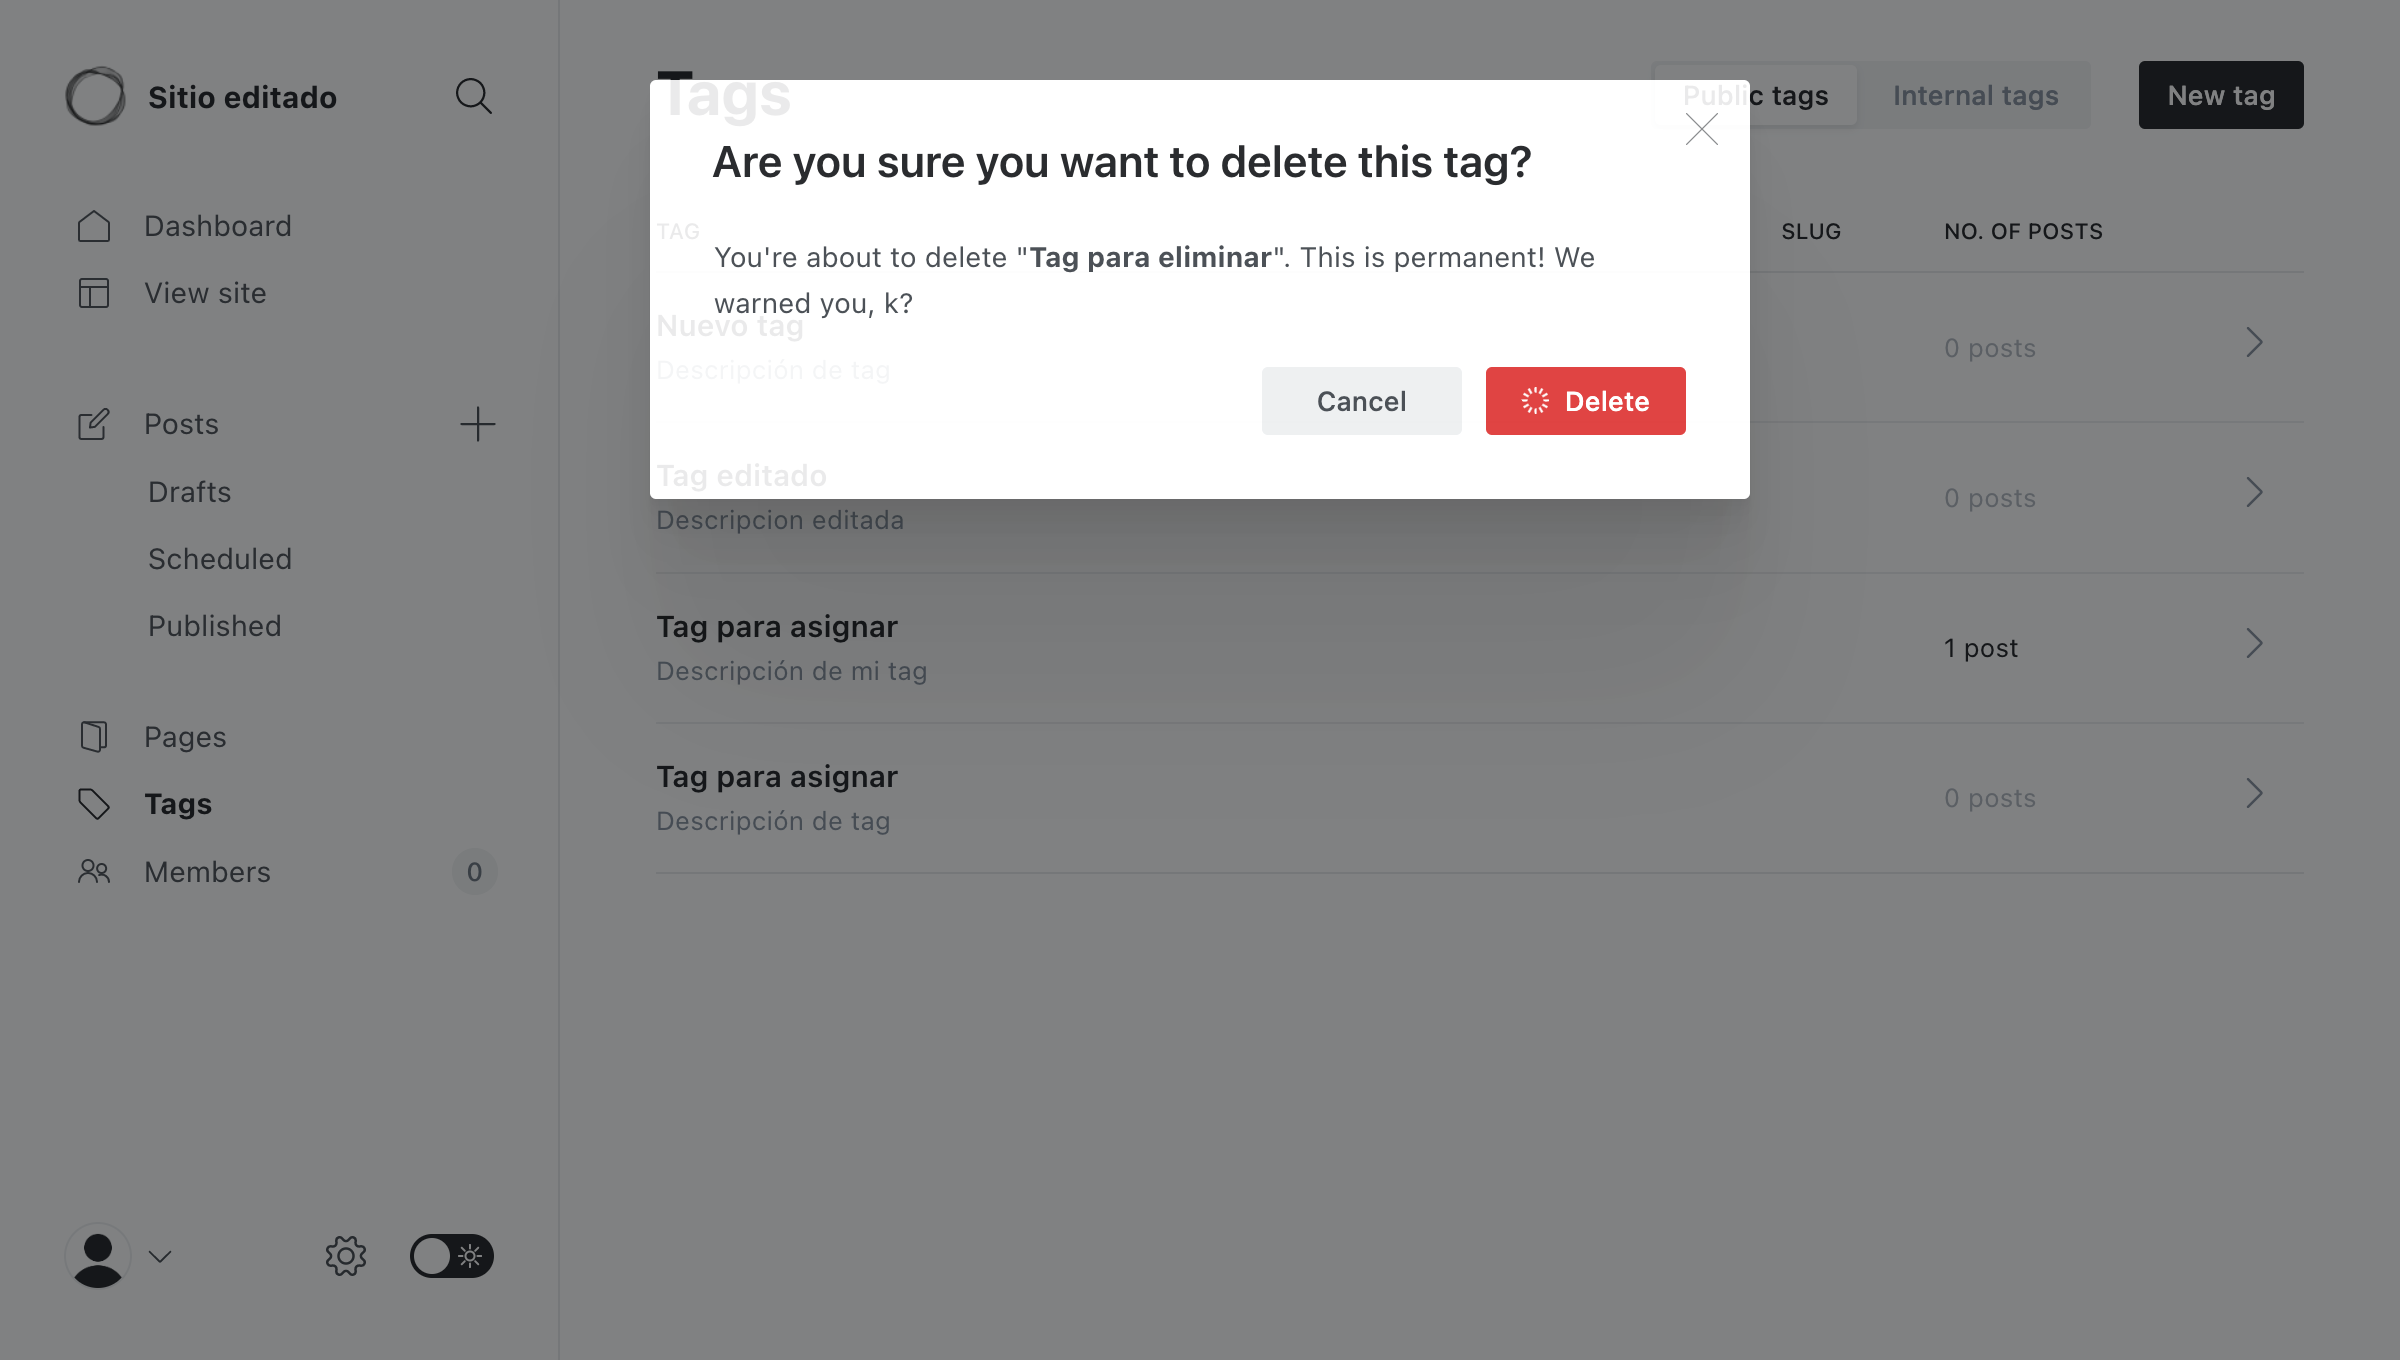 Sitio editado
Dashboard
View site
Posts
Drafts
Scheduled
Published
Pages
Tags
Members
0
Tags
Public tags
Internal tags
New tag
Are you sure you want to delete this tag?
TAG
SLUG
NO. OF POSTS
You're about to delete "Tag para eliminar". This is permanent! We
warned you, k?
Nuevo tag
Descripción de tag
0 posts
Cancel
Delete
Tag editado
Descripcion editada
0 posts
Tag para asignar
Descripción de mi tag
1 post
Tag para asignar
Descripción de tag
0 posts